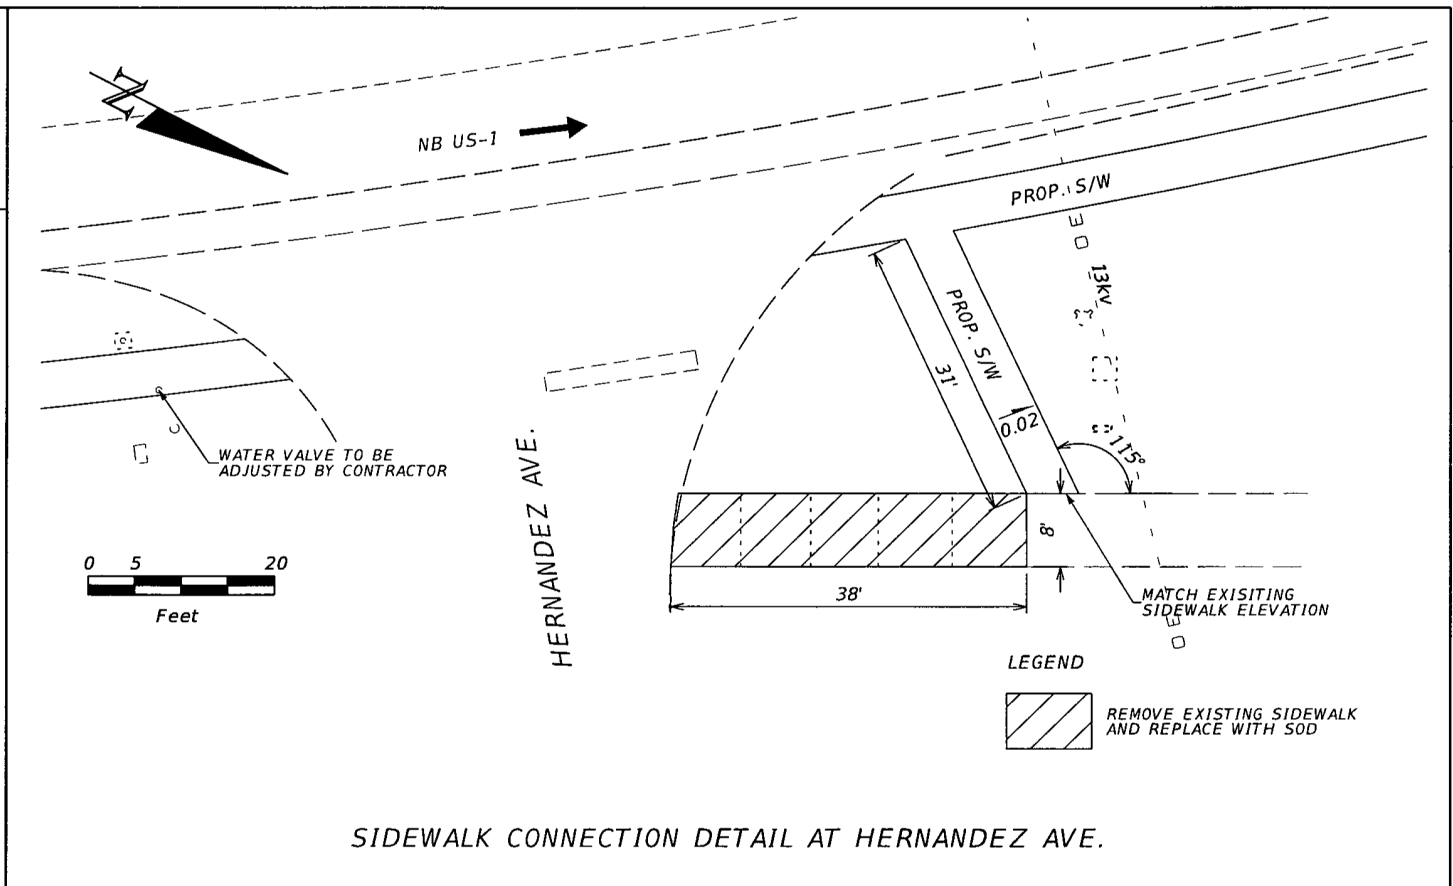 N
NB US-1
PROP. S/W
OE
13kv
PROP. S/W
31'
0.02
115°
WATER VALVE TO BE
ADJUSTED BY CONTRACTOR
HERNANDEZ AVE.
8'
0 5 20
Feet
38'
MATCH EXISITING
SIDEWALK ELEVATION
OE
LEGEND
REMOVE EXISTING SIDEWALK
AND REPLACE WITH SOD
SIDEWALK CONNECTION DETAIL AT HERNANDEZ AVE.